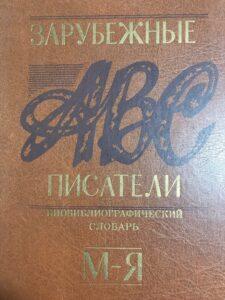 ЗАРУБЕЖНЫЕ
ABC
ПИСАТЕЛИ
БИОБИБЛИОГРАФИЧЕСКИЙ
СЛОВАРЬ
М-Я